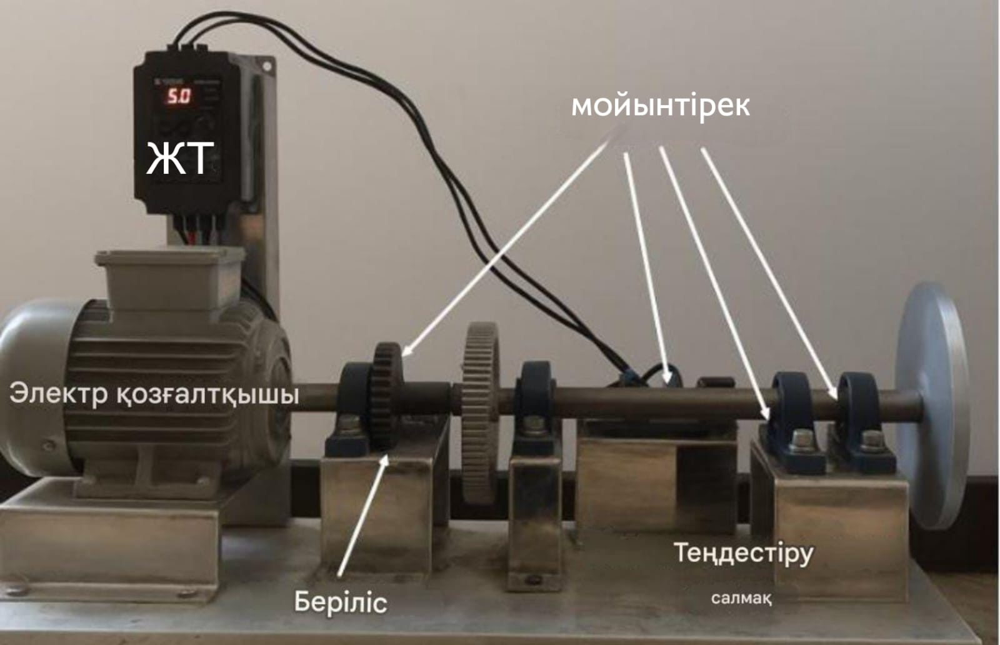 5.0
мойынтірек
ЖТ
Электр қозғалтқышы
Теңдестіру
салмақ
Беріліс